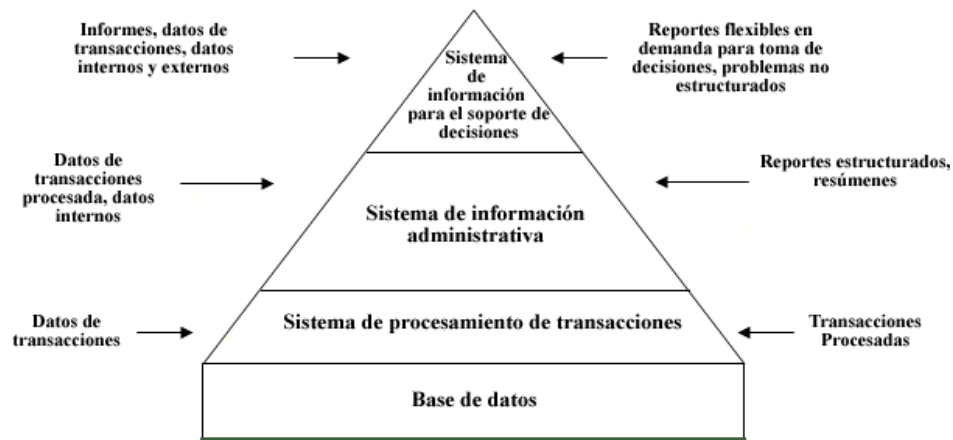 Informes, datos de
transacciones, datos
internos y externos
Sistema
de
información
para el soporte de
decisiones
Reportes flexibles en
demanda para toma de
decisiones, problemas no
estructurados
Datos de
transacciones
procesada, datos
internos
Sistema de información
administrativa
Reportes estructurados,
resúmenes
Datos de
transacciones
Sistema de procesamiento de transacciones
Transacciones
Procesadas
Base de datos